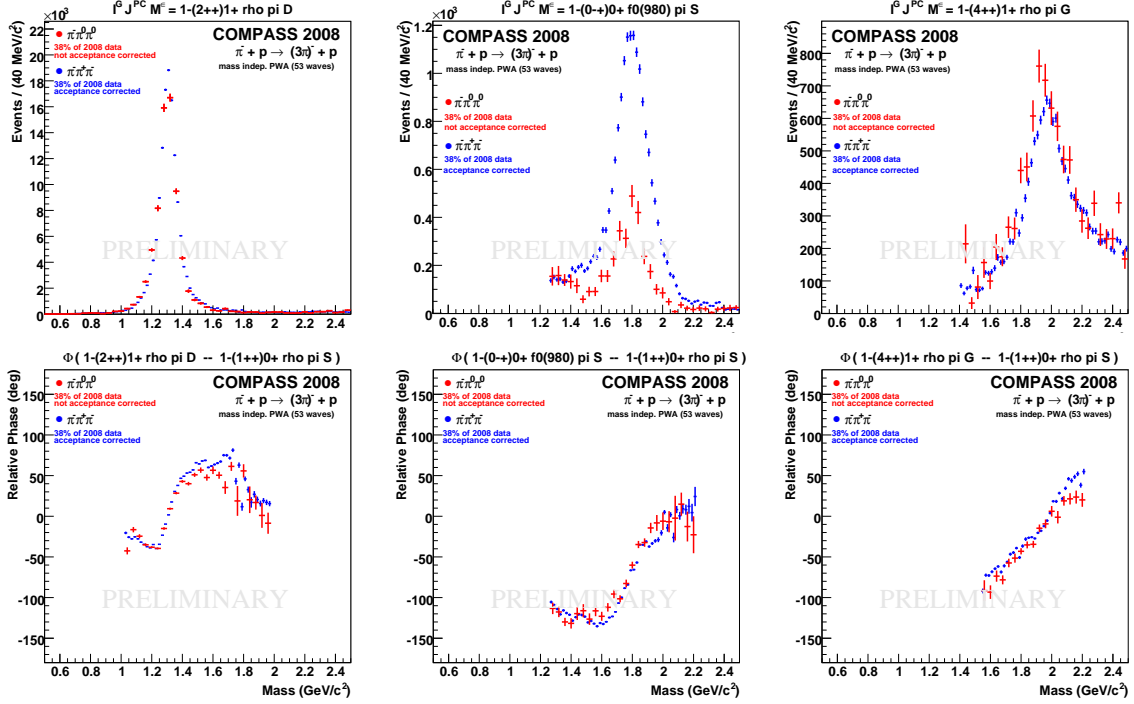 I^G J^PC M^ε = 1-(2++)1+ rho pi D
×10³
Events / (40 MeV/c²)
22
20
18
16
14
12
10
8
6
4
2
0
COMPASS 2008
π⁻ + p → (3π)⁻ + p
mass indep. PWA (53 waves)
π⁻π⁰π⁰
38% of 2008 data
not acceptance corrected
π⁻π⁺π⁻
38% of 2008 data
acceptance corrected
PRELIMINARY
0.6 0.8 1 1.2 1.4 1.6 1.8 2 2.2 2.4
I^G J^PC M^ε = 1-(0-+)0+ f0(980) pi S
×10³
Events / (40 MeV/c²)
1.2
1
0.8
0.6
0.4
0.2
0
COMPASS 2008
π⁻ + p → (3π)⁻ + p
mass indep. PWA (53 waves)
π⁻π⁰π⁰
38% of 2008 data
not acceptance corrected
π⁻π⁺π⁻
38% of 2008 data
acceptance corrected
PRELIMINARY
0.6 0.8 1 1.2 1.4 1.6 1.8 2 2.2 2.4
I^G J^PC M^ε = 1-(4++)1+ rho pi G
Events / (40 MeV/c²)
800
700
600
500
400
300
200
100
0
COMPASS 2008
π⁻ + p → (3π)⁻ + p
mass indep. PWA (53 waves)
π⁻π⁰π⁰
38% of 2008 data
not acceptance corrected
π⁻π⁺π⁻
38% of 2008 data
acceptance corrected
PRELIMINARY
0.6 0.8 1 1.2 1.4 1.6 1.8 2 2.2 2.4
Φ ( 1-(2++)1+ rho pi D -- 1-(1++)0+ rho pi S )
Relative Phase (deg)
150
100
50
0
-50
-100
-150
COMPASS 2008
π⁻ + p → (3π)⁻ + p
mass indep. PWA (53 waves)
π⁻π⁰π⁰
38% of 2008 data
not acceptance corrected
π⁻π⁺π⁻
38% of 2008 data
acceptance corrected
PRELIMINARY
0.6 0.8 1 1.2 1.4 1.6 1.8 2 2.2 2.4
Mass (GeV/c²)
Φ ( 1-(0-+)0+ f0(980) pi S -- 1-(1++)0+ rho pi S )
Relative Phase (deg)
150
100
50
0
-50
-100
-150
COMPASS 2008
π⁻ + p → (3π)⁻ + p
mass indep. PWA (53 waves)
π⁻π⁰π⁰
38% of 2008 data
not acceptance corrected
π⁻π⁺π⁻
38% of 2008 data
acceptance corrected
PRELIMINARY
0.6 0.8 1 1.2 1.4 1.6 1.8 2 2.2 2.4
Mass (GeV/c²)
Φ ( 1-(4++)1+ rho pi G -- 1-(1++)0+ rho pi S )
Relative Phase (deg)
150
100
50
0
-50
-100
-150
COMPASS 2008
π⁻ + p → (3π)⁻ + p
mass indep. PWA (53 waves)
π⁻π⁰π⁰
38% of 2008 data
not acceptance corrected
π⁻π⁺π⁻
38% of 2008 data
acceptance corrected
PRELIMINARY
0.6 0.8 1 1.2 1.4 1.6 1.8 2 2.2 2.4
Mass (GeV/c²)